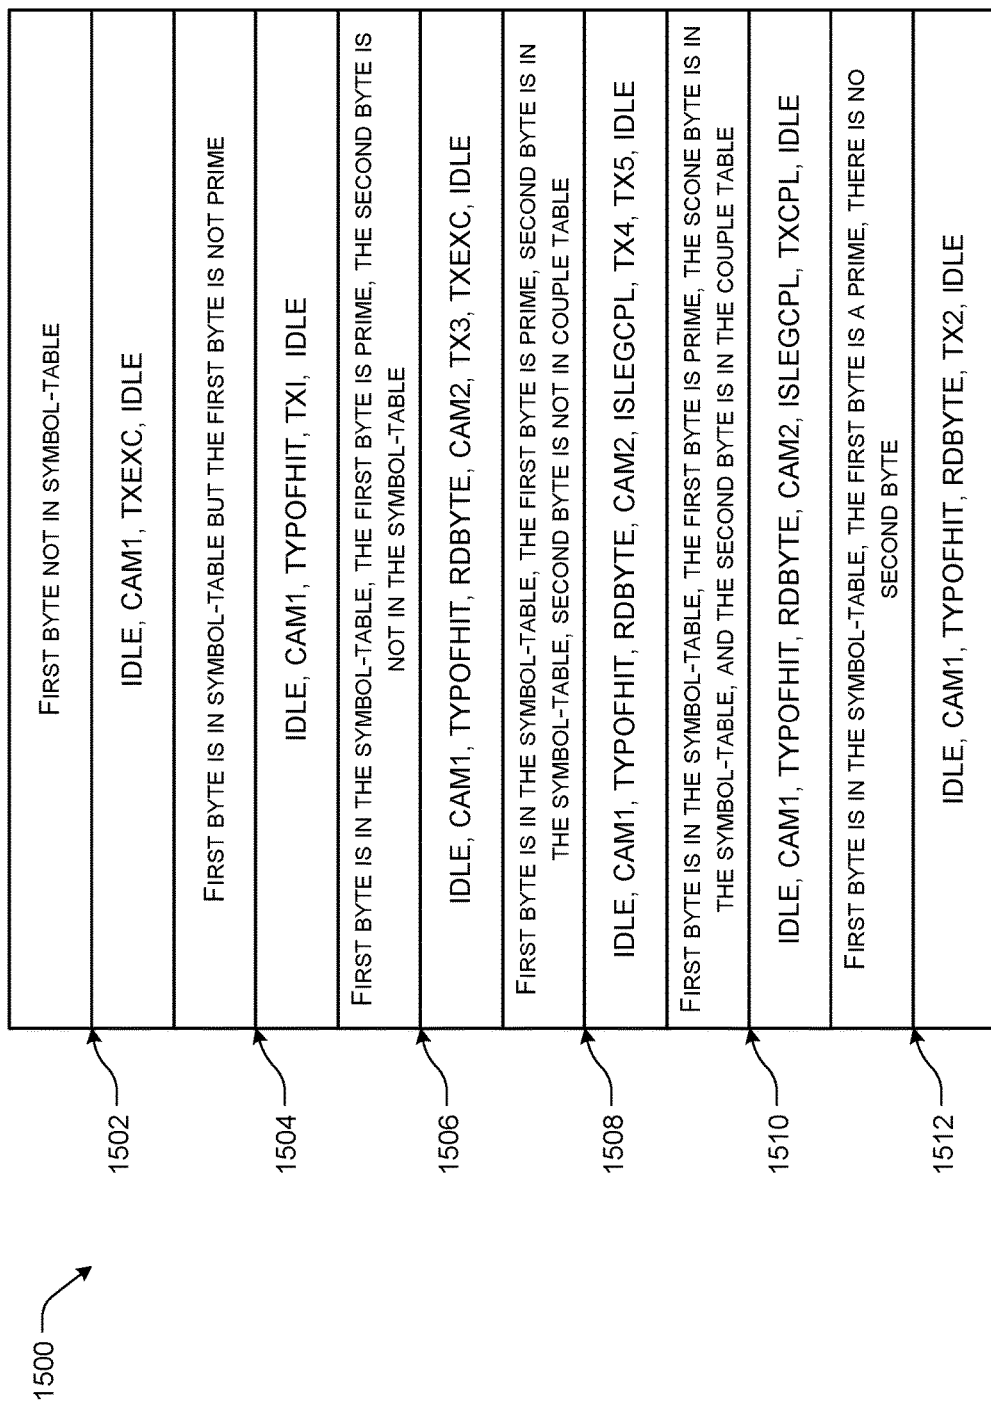 1500
FIRST BYTE NOT IN SYMBOL-TABLE
1502
IDLE, CAM1, TXEXC, IDLE
FIRST BYTE IS IN SYMBOL-TABLE BUT THE FIRST BYTE IS NOT PRIME
1504
IDLE, CAM1, TYPOFHIT, TXI, IDLE
FIRST BYTE IS IN THE SYMBOL-TABLE, THE FIRST BYTE IS PRIME, THE SECOND BYTE IS
NOT IN THE SYMBOL-TABLE
1506
IDLE, CAM1, TYPOFHIT, RDBYTE, CAM2, TX3, TXEXC, IDLE
FIRST BYTE IS IN THE SYMBOL-TABLE, THE FIRST BYTE IS PRIME, SECOND BYTE IS IN
THE SYMBOL-TABLE, SECOND BYTE IS NOT IN COUPLE TABLE
1508
IDLE, CAM1, TYPOFHIT, RDBYTE, CAM2, ISLEGCPL, TX4, TX5, IDLE
FIRST BYTE IS IN THE SYMBOL-TABLE, THE FIRST BYTE IS PRIME, THE SCONE BYTE IS IN
THE SYMBOL-TABLE, AND THE SECOND BYTE IS IN THE COUPLE TABLE
1510
IDLE, CAM1, TYPOFHIT, RDBYTE, CAM2, ISLEGCPL, TXCPL, IDLE
FIRST BYTE IS IN THE SYMBOL-TABLE, THE FIRST BYTE IS A PRIME, THERE IS NO
SECOND BYTE
1512
IDLE, CAM1, TYPOFHIT, RDBYTE, TX2, IDLE